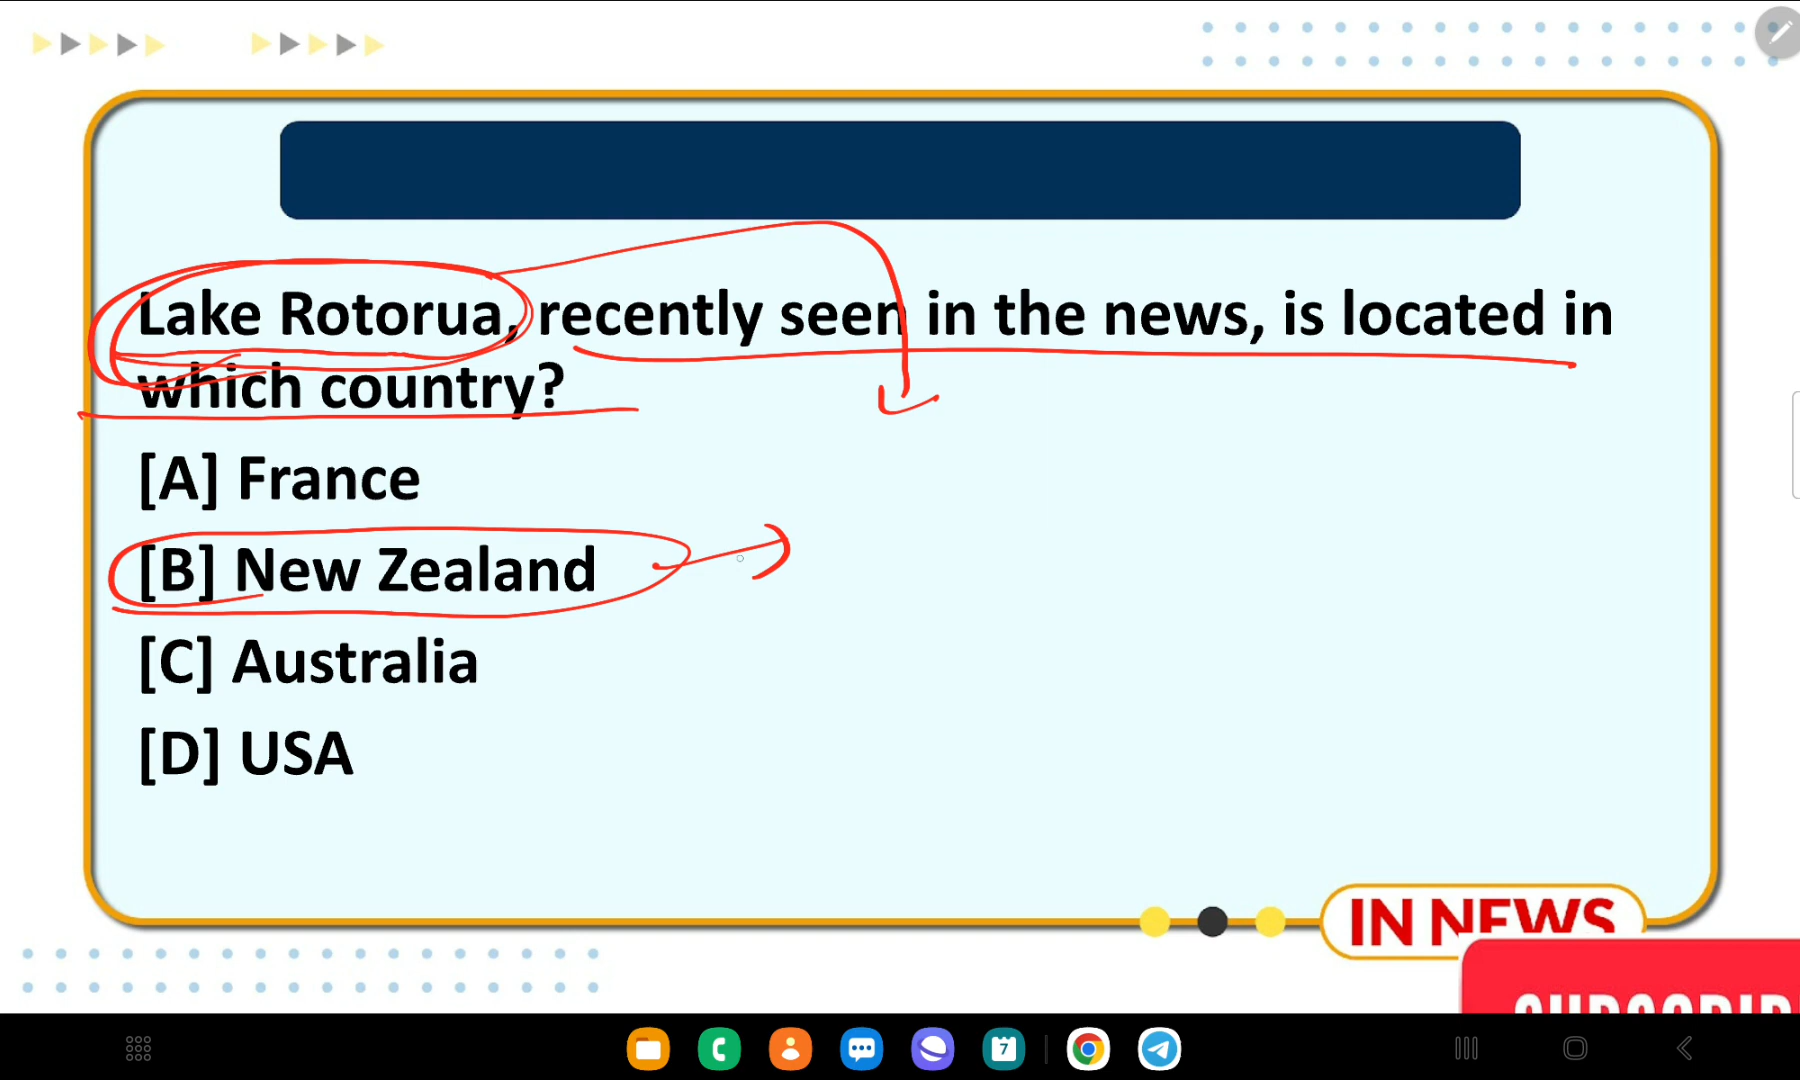 Lake Rotorua, recently seen in the news, is located in
which country?
[A] France
[B] New Zealand
[C] Australia
[D] USA
IN NEWS
7